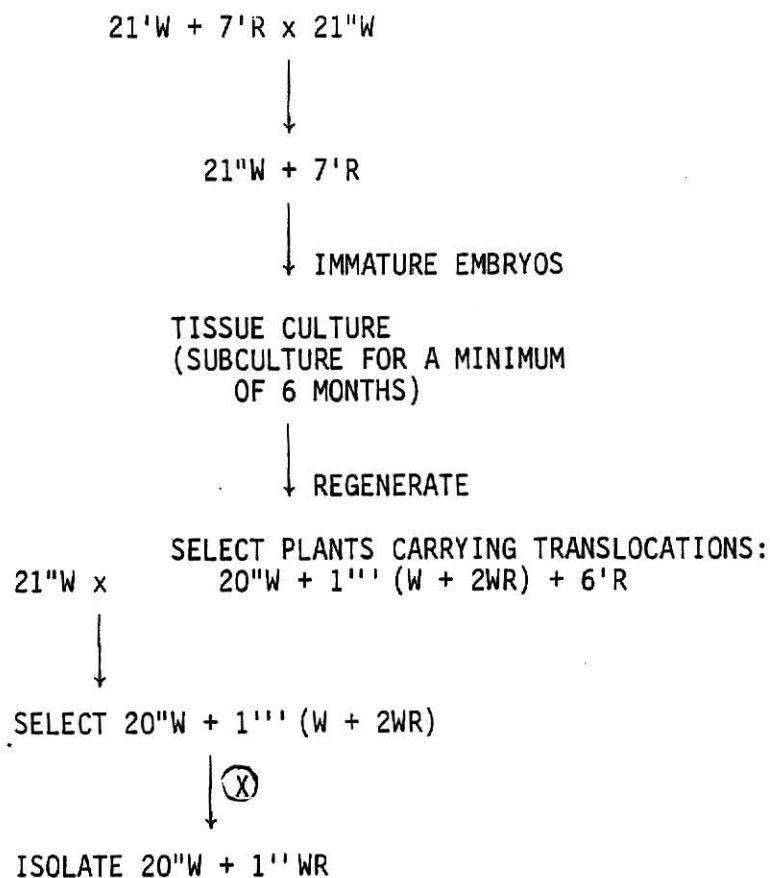 21'W + 7'R x 21"W
21"W + 7'R
IMMATURE EMBRYOS
TISSUE CULTURE
(SUBCULTURE FOR A MINIMUM
OF 6 MONTHS)
REGENERATE
SELECT PLANTS CARRYING TRANSLOCATIONS:
21"W x 20"W + 1''' (W + 2WR) + 6'R
SELECT 20"W + 1''' (W + 2WR)
X
ISOLATE 20"W + 1''WR